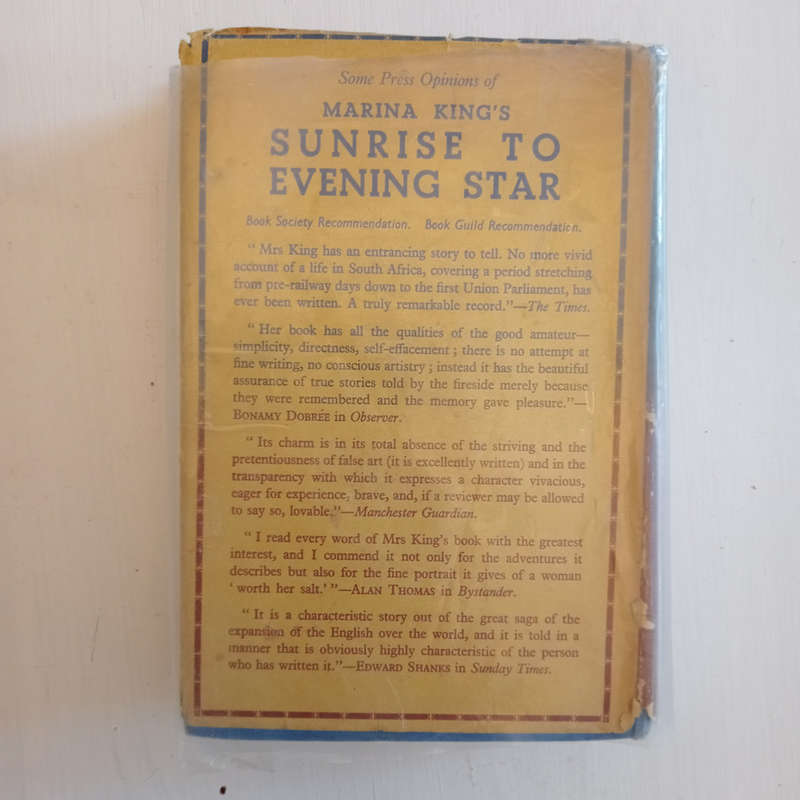 Some Press Opinions of
MARINA KING'S
SUNRISE TO
EVENING STAR
Book Society Recommendation. Book Guild Recommendation.
" Mrs King has an entrancing story to tell. No more vivid
account of a life in South Africa, covering a period stretching
from pre-railway days down to the first Union Parliament, has
ever been written. A truly remarkable record."—The Times.
" Her book has all the qualities of the good amateur—
simplicity, directness, self-effacement ; there is no attempt at
fine writing, no conscious artistry ; instead it has the beautiful
assurance of true stories told by the fireside merely because
they were remembered and the memory gave pleasure."—
BONAMY DOBRÉE in Observer.
" Its charm is in its total absence of the striving and the
pretentiousness of false art (it is excellently written) and in the
transparency with which it expresses a character vivacious,
eager for experience, brave, and, if a reviewer may be allowed
to say so, lovable."—Manchester Guardian.
" I read every word of Mrs King's book with the greatest
interest, and I commend it not only for the adventures it
describes but also for the fine portrait it gives of a woman
' worth her salt.' "—ALAN THOMAS in Bystander.
" It is a characteristic story out of the great saga of the
expansion of the English over the world, and it is told in a
manner that is obviously highly characteristic of the person
who has written it."—EDWARD SHANKS in Sunday Times.